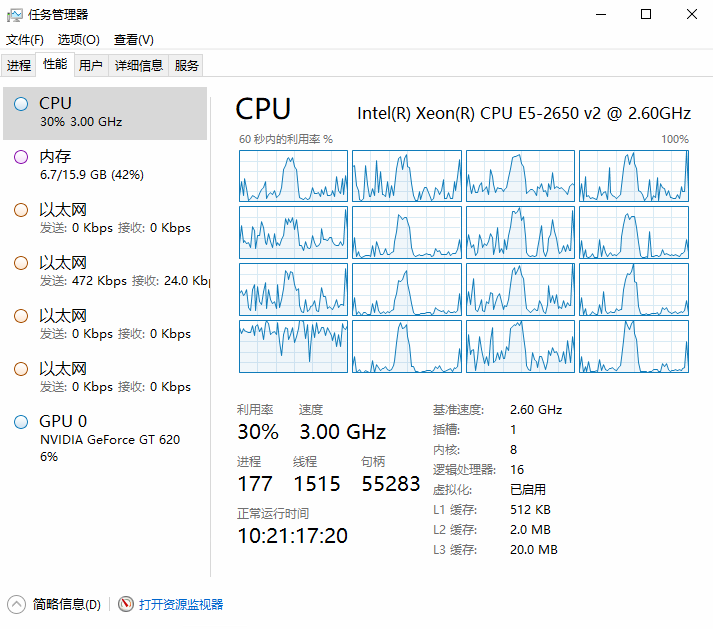 任务管理器
文件(F) 选项(O) 查看(V)
进程 性能 用户 详细信息 服务
CPU
30% 3.00 GHz
内存
6.7/15.9 GB (42%)
以太网
发送: 0 Kbps 接收: 0 Kbps
以太网
发送: 472 Kbps 接收: 24.0 Kbp
以太网
发送: 0 Kbps 接收: 0 Kbps
以太网
发送: 0 Kbps 接收: 0 Kbps
GPU 0
NVIDIA GeForce GT 620
6%
CPU Intel(R) Xeon(R) CPU E5-2650 v2 @ 2.60GHz
60 秒内的利用率 % 100%
利用率 速度
30% 3.00 GHz
进程 线程 句柄
177 1515 55283
正常运行时间
10:21:17:20
基准速度: 2.60 GHz
插槽: 1
内核: 8
逻辑处理器: 16
虚拟化: 已启用
L1 缓存: 512 KB
L2 缓存: 2.0 MB
L3 缓存: 20.0 MB
简略信息(D) 打开资源监视器